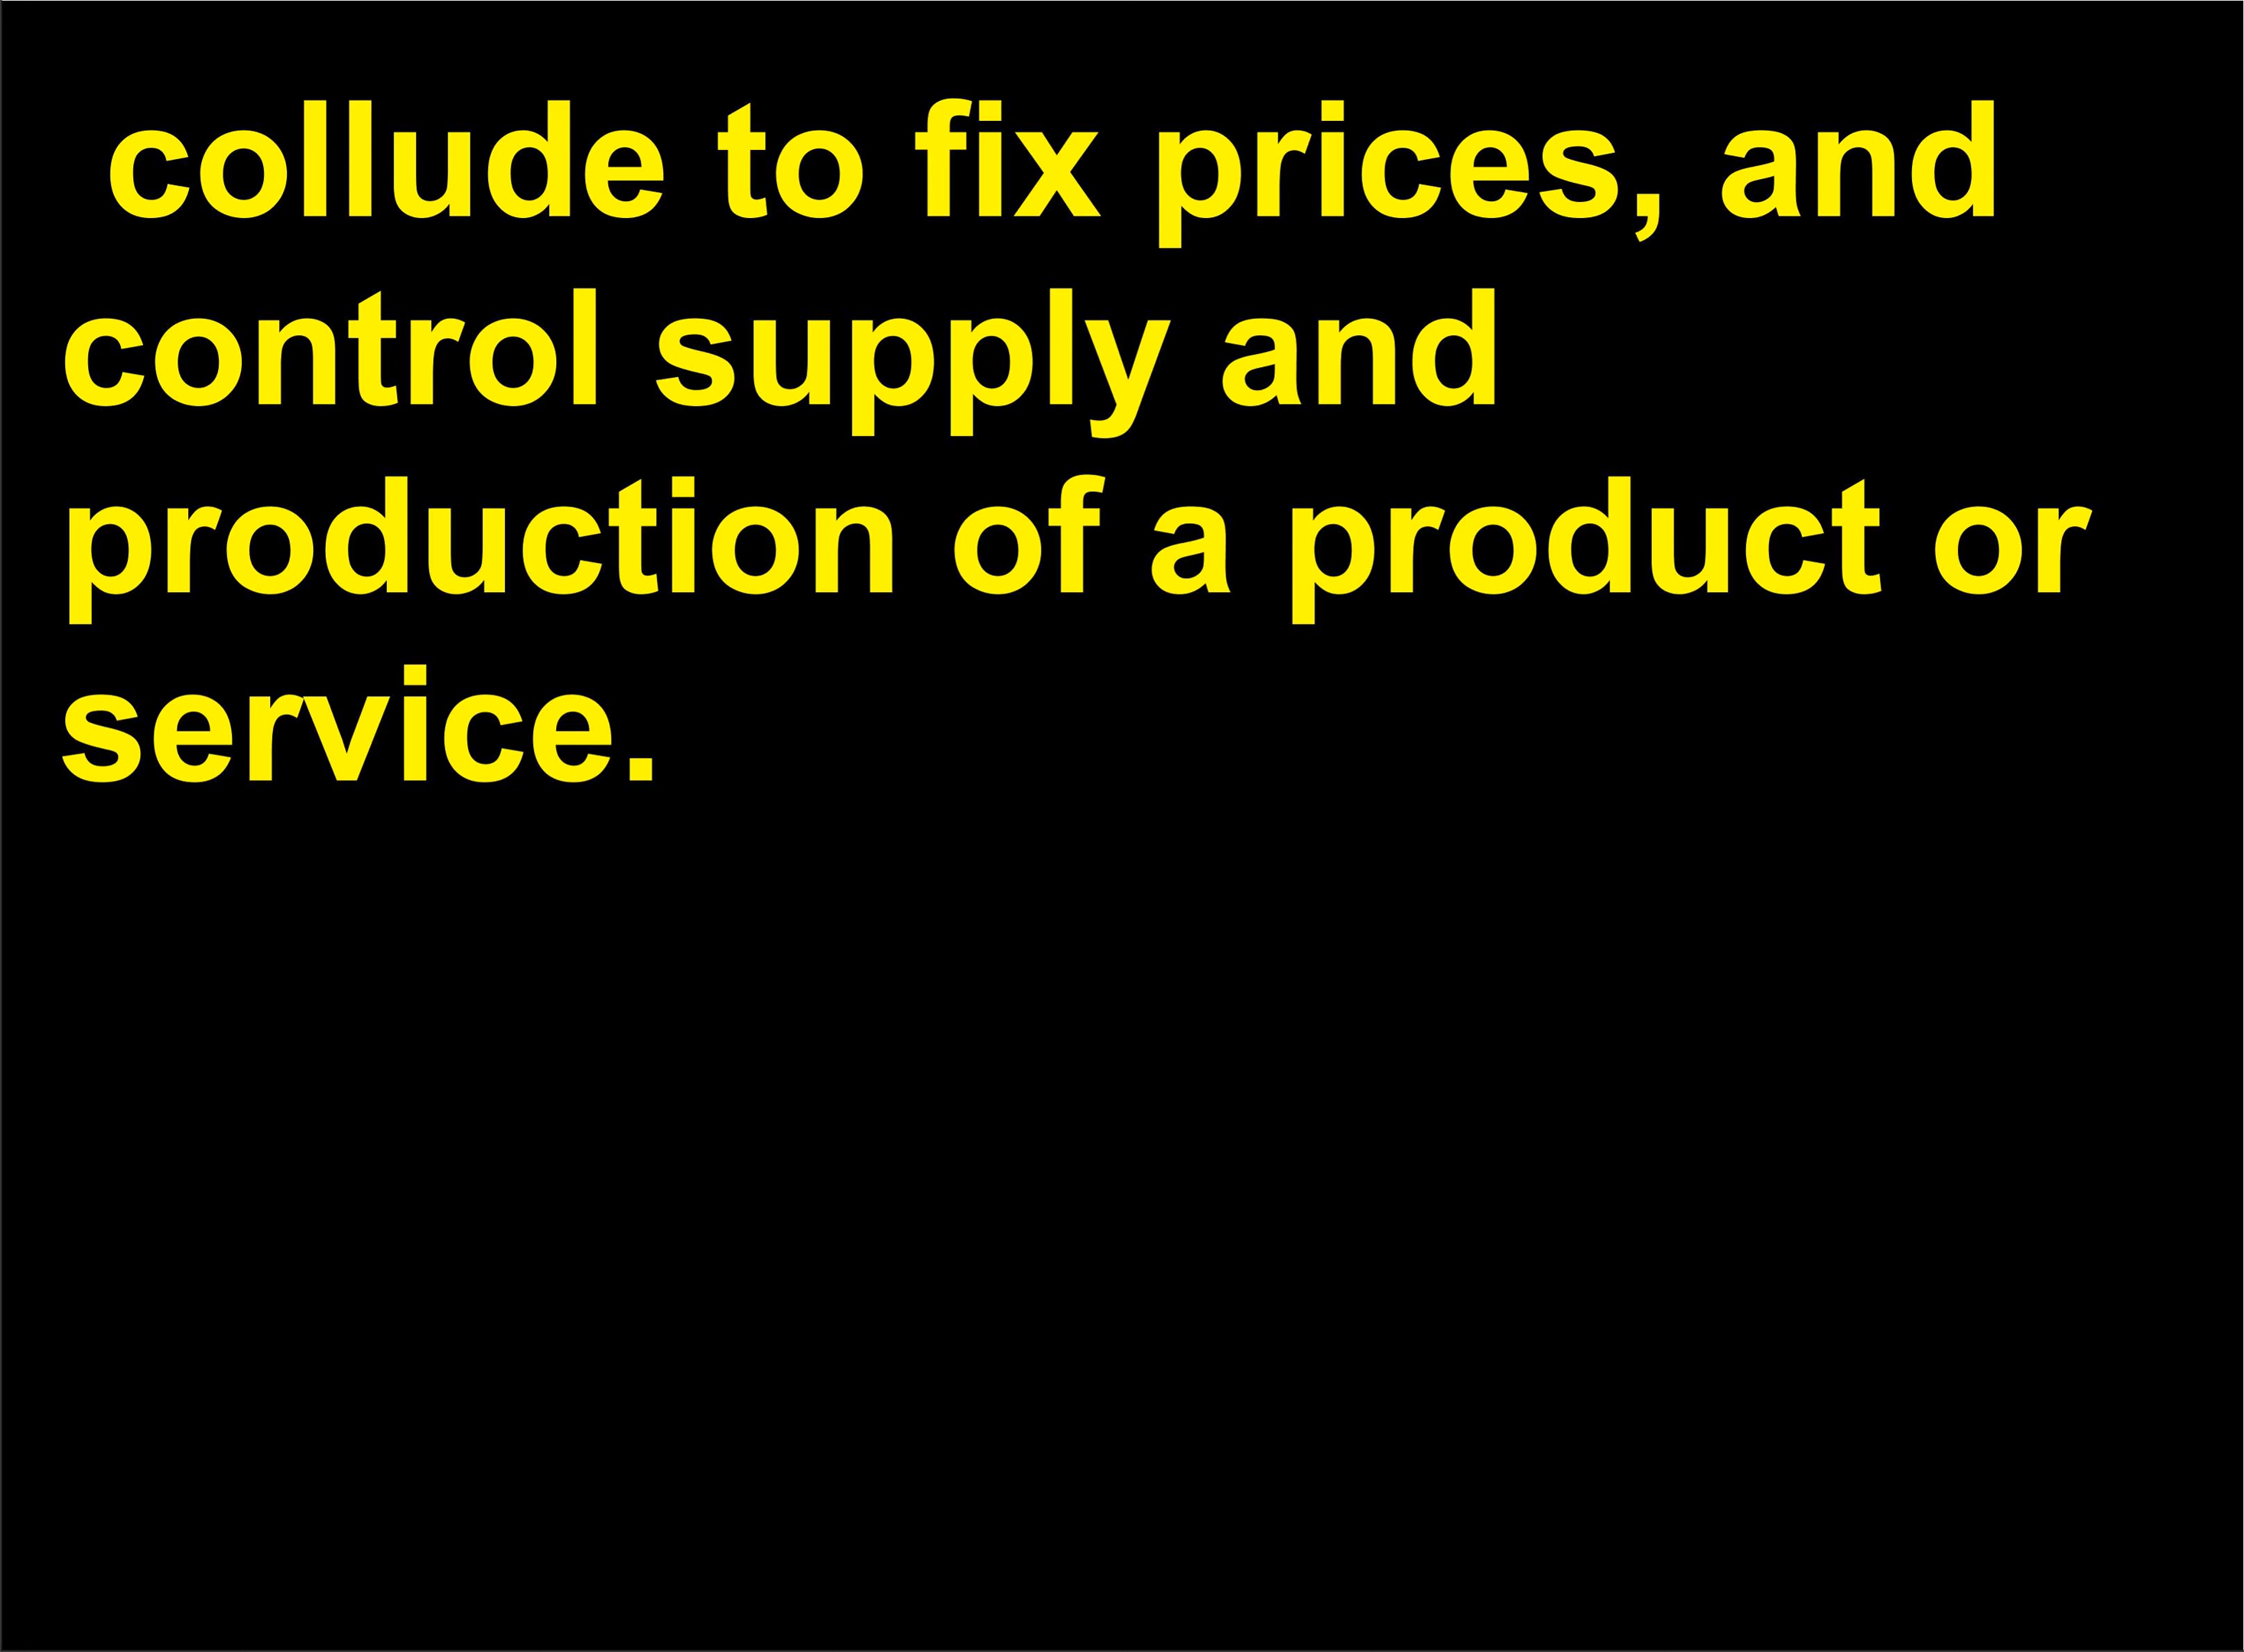 collude to fix prices, and
control supply and
production of a product or
service.